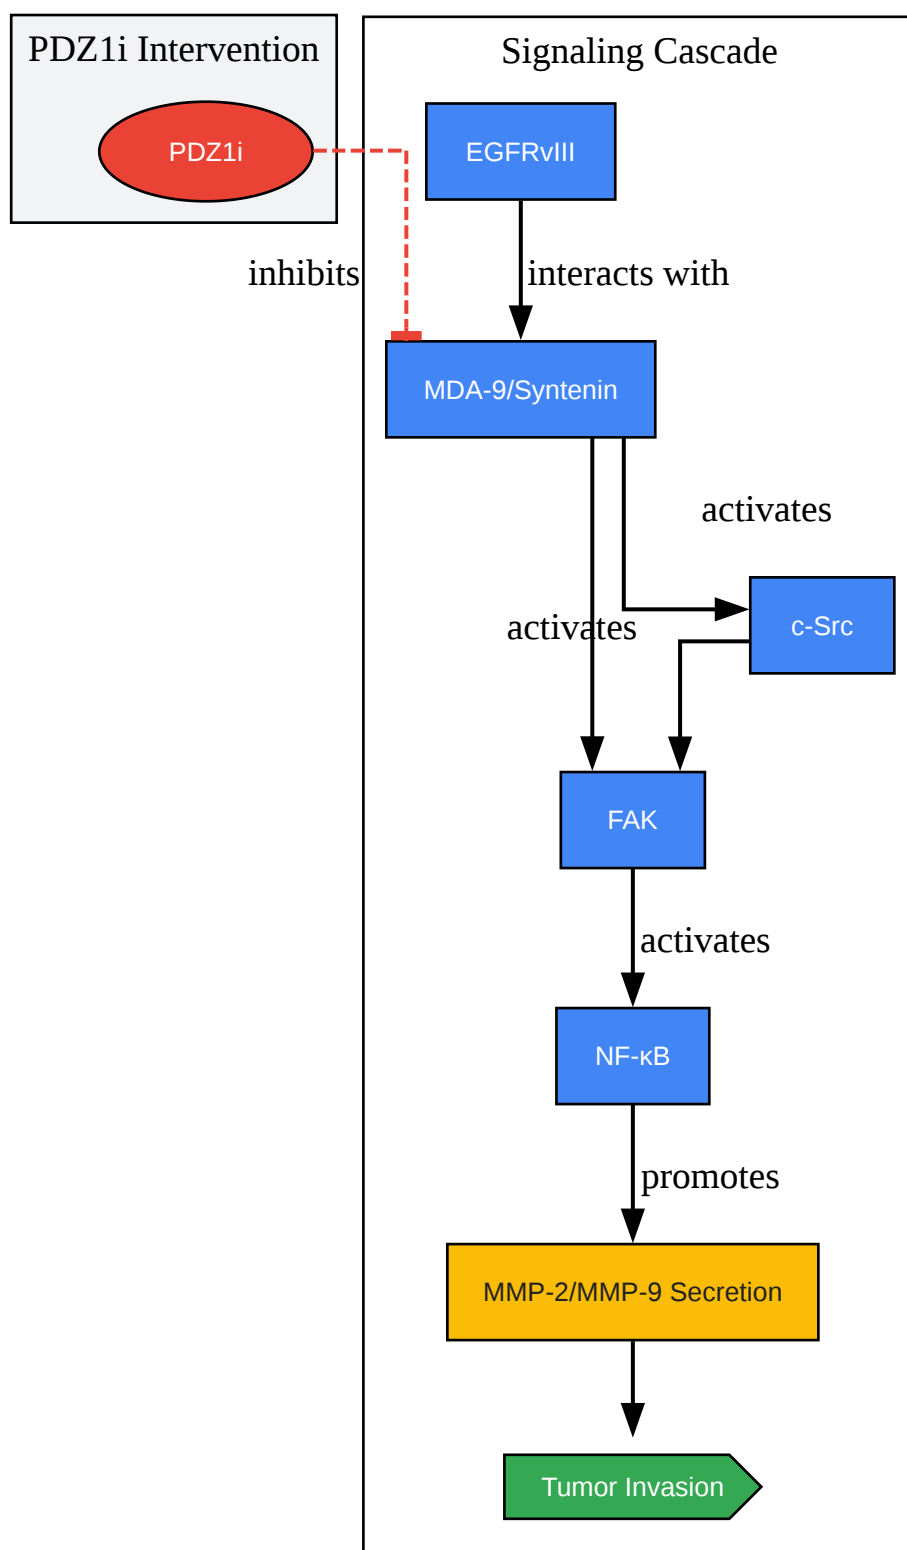 PDZ1i Intervention
Signaling Cascade
PDZ1i
EGFRvIII
inhibits
interacts with
MDA-9/Syntenin
activates
activates
c-Src
FAK
activates
NF-κB
promotes
MMP-2/MMP-9 Secretion
Tumor Invasion